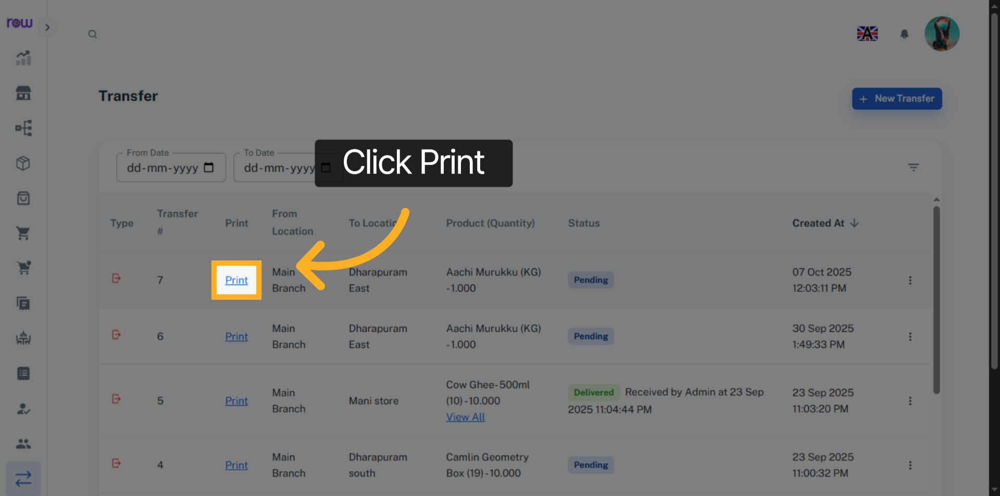 row
A
Transfer
+ New Transfer
From Date
dd-mm-yyyy
To Date
dd-mm-yyyy
Click Print
Type
Transfer
#
Print
From
Location
To Locatio
Product (Quantity)
Status
Created At
7
Print
Main
Branch
Dharapuram
East
Aachi Murukku (KG)
- 1.000
Pending
07 Oct 2025
12:03:11 PM
6
Print
Main
Branch
Dharapuram
East
Aachi Murukku (KG)
- 1.000
Pending
30 Sep 2025
1:49:33 PM
5
Print
Main
Branch
Mani store
Cow Ghee- 500ml
(10) - 10.000
View All
Delivered Received by Admin at 23 Sep
2025 11:04:44 PM
23 Sep 2025
11:03:20 PM
4
Print
Main
Branch
Dharapuram
south
Camlin Geometry
Box (19) - 10.000
Pending
23 Sep 2025
11:00:32 PM